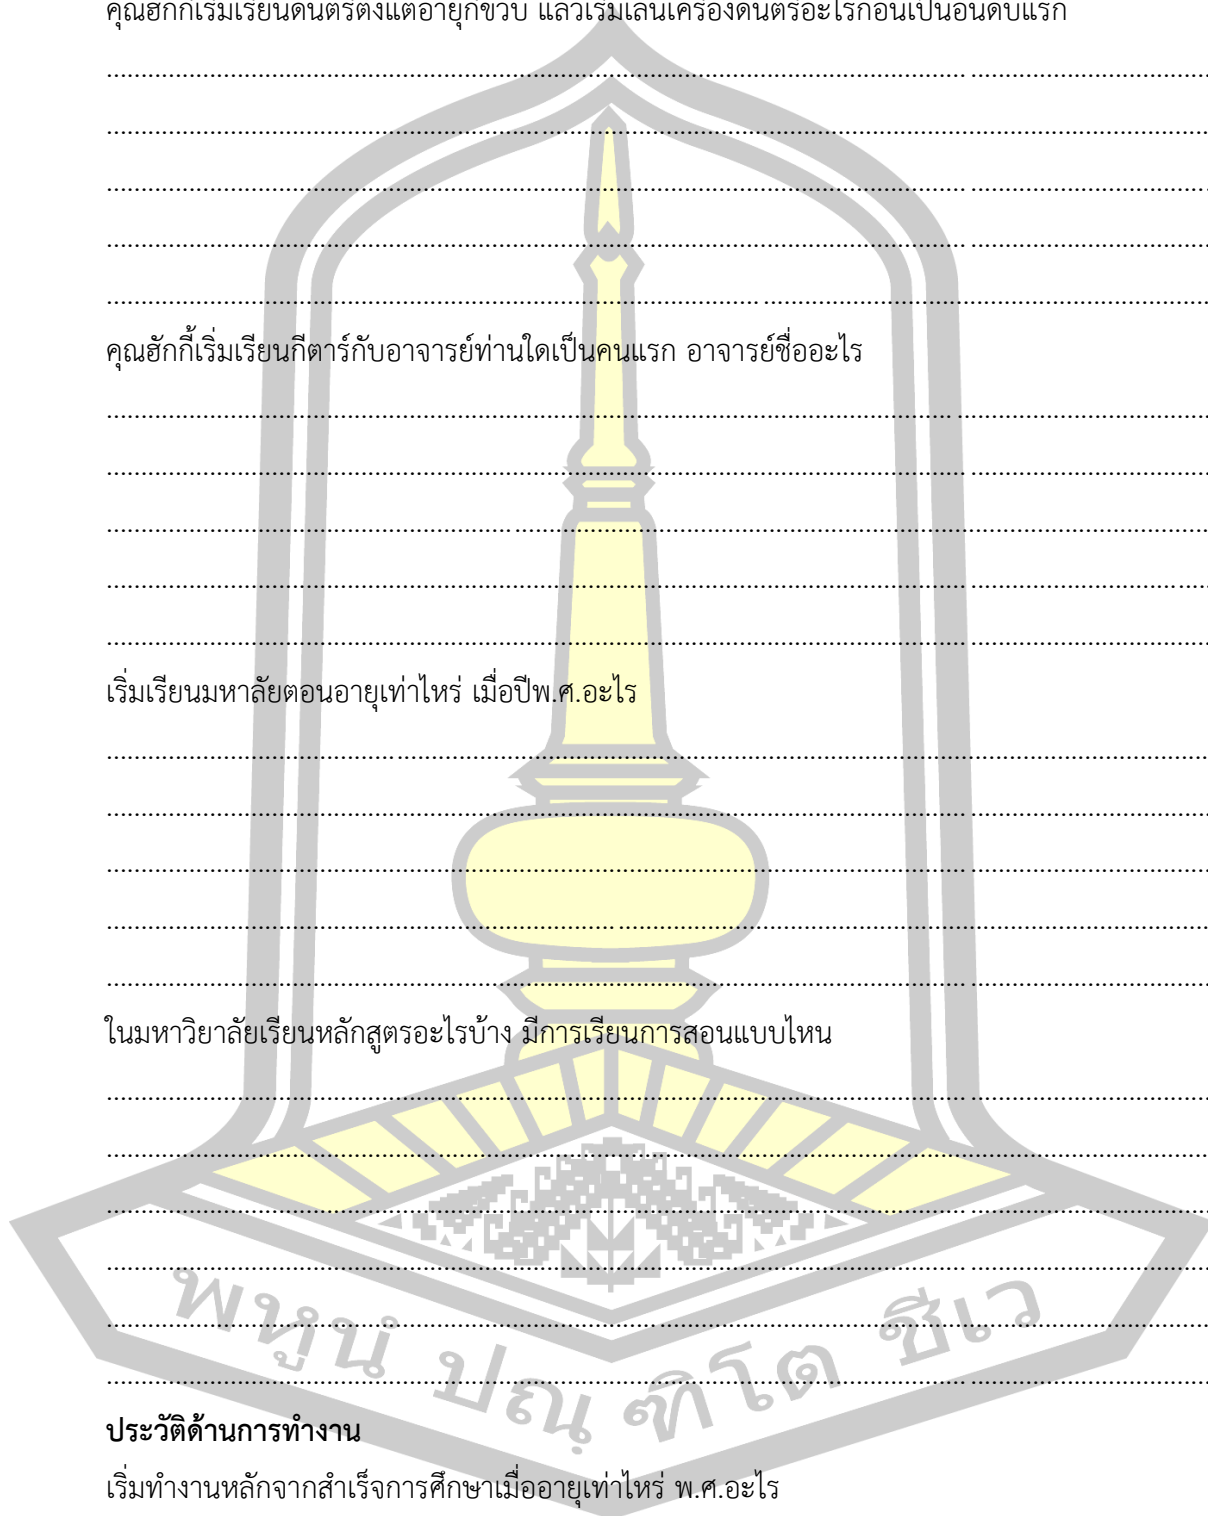 คุณฮักกี้เริ่มเรียนดนตรีตั้งแต่อายุกี่ขวบ แล้วเริ่มเล่นเครื่องดนตรีอะไรก่อนเป็นอันดับแรก
คุณฮักกี้เริ่มเรียนกีตาร์กับอาจารย์ท่านใดเป็นคนแรก อาจารย์ชื่ออะไร
เริ่มเรียนมหาลัยตอนอายุเท่าไหร่ เมื่อปีพ.ศ.อะไร
ในมหาวิยาลัยเรียนหลักสูตรอะไรบ้าง มีการเรียนการสอนแบบไหน
พหูนํ ปณฺฑิโต ชีเว
ประวัติด้านการทำงาน
เริ่มทำงานหลักจากสำเร็จการศึกษาเมื่ออายุเท่าไหร่ พ.ศ.อะไร